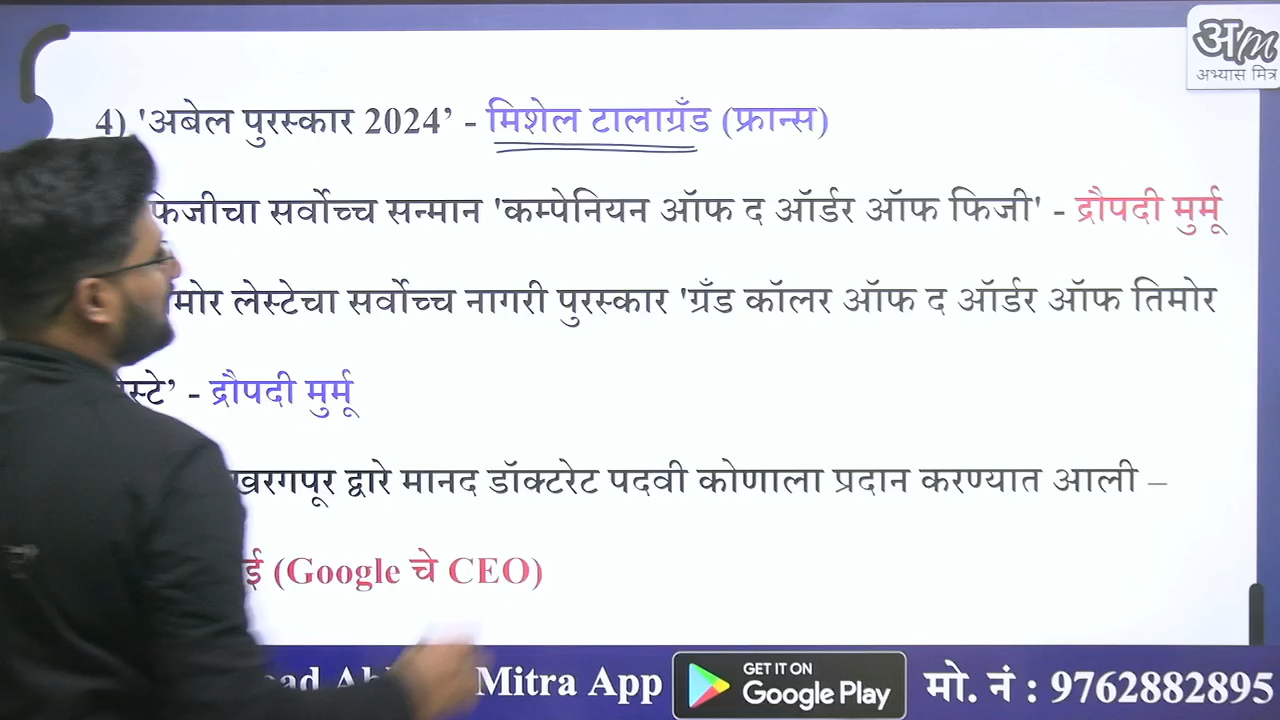 अm
अभ्यास मित्र
4) 'अबेल पुरस्कार 2024’ - मिशेल टालाग्रँड (फ्रान्स)
फिजीचा सर्वोच्च सन्मान 'कम्पेनियन ऑफ द ऑर्डर ऑफ फिजी' - द्रौपदी मुर्मू
लेस्टेचा सर्वोच्च नागरी पुरस्कार 'ग्रँड कॉलर ऑफ द ऑर्डर ऑफ तिमोर
द्रौपदी मुर्मू
द्वारे मानद डॉक्टरेट पदवी कोणाला प्रदान करण्यात आली –
(Google चे CEO)
Mitra App GET IT ON Google Play मो. नं : 9762882895